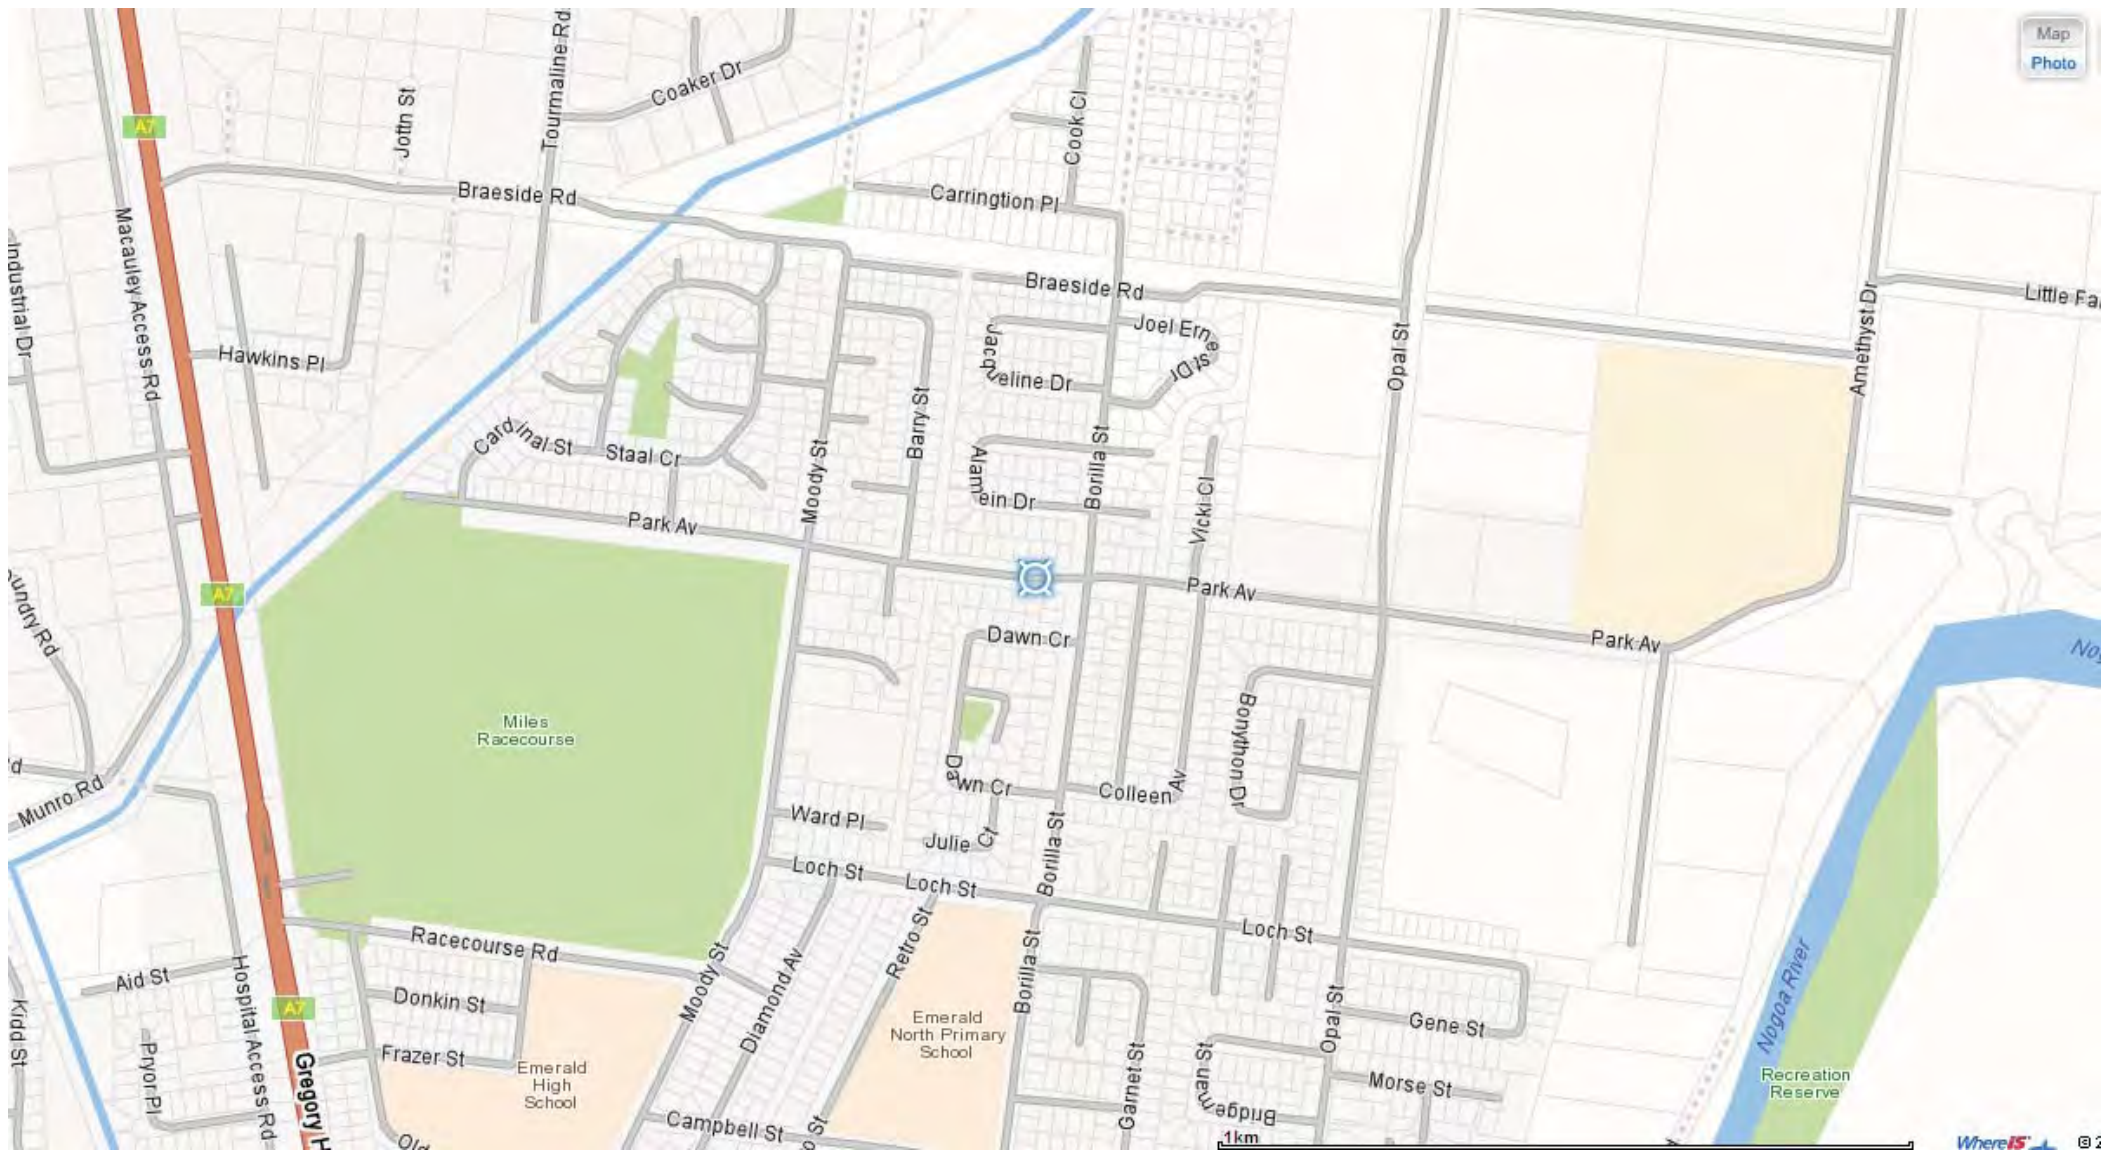 Map
Photo
A7
Jottn St
Coaker Dr
Cook Cl
Braeside Rd
Carringtion Pl
Macauley Access Rd
Industrial Dr
Braeside Rd
Little Fa
Joel Ernest Dr
Jacqueline Dr
Opal St
Amethyst Dr
Hawkins Pl
Barry St
Cardinal St
Staal Cr
Moody St
Borilla St
Alamein Dr
Vicki Cl
Park Av
A7
Park Av
Park Av
Dawn Cr
Miles
Racecourse
Bonython Dr
Munro Rd
Dawn Cr
Colleen Av
Ward Pl
Julie Ct
Borilla St
Loch St
Loch St
Loch St
Racecourse Rd
Retro St
Moody St
Diamond Av
Borilla St
Aid St
Hospital Access Rd
Donkin St
A7
Nogoa River
Opal St
Gene St
Emerald
North Primary
School
Kidd St
Pryor Pl
Frazer St
Emerald
High
School
Garnet St
Bridgeman St
Morse St
Recreation
Reserve
Campbell St
1km
Whereis